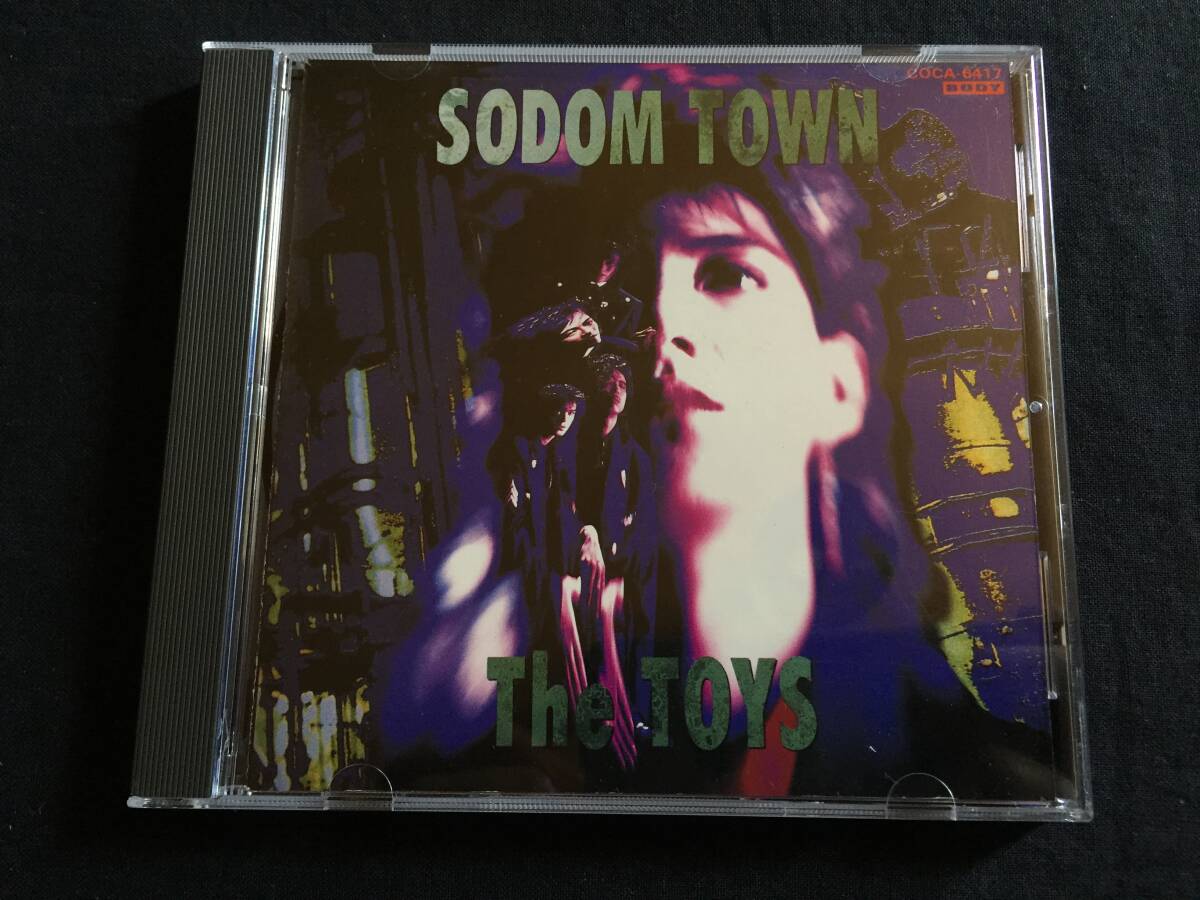 COCA-6417
BODY
SODOM TOWN
The TOYS